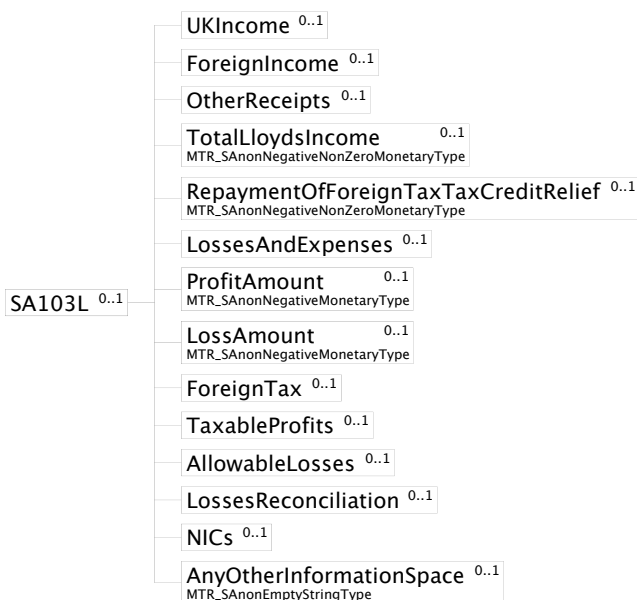 UKIncome 0..1
ForeignIncome 0..1
OtherReceipts 0..1
TotalLloydsIncome 0..1
MTR_SAnonNegativeNonZeroMonetaryType
RepaymentOfForeignTaxTaxCreditRelief 0..1
MTR_SAnonNegativeNonZeroMonetaryType
LossesAndExpenses 0..1
SA103L 0..1
ProfitAmount 0..1
MTR_SAnonNegativeMonetaryType
LossAmount 0..1
MTR_SAnonNegativeMonetaryType
ForeignTax 0..1
TaxableProfits 0..1
AllowableLosses 0..1
LossesReconciliation 0..1
NICs 0..1
AnyOtherInformationSpace 0..1
MTR_SAnonEmptyStringType